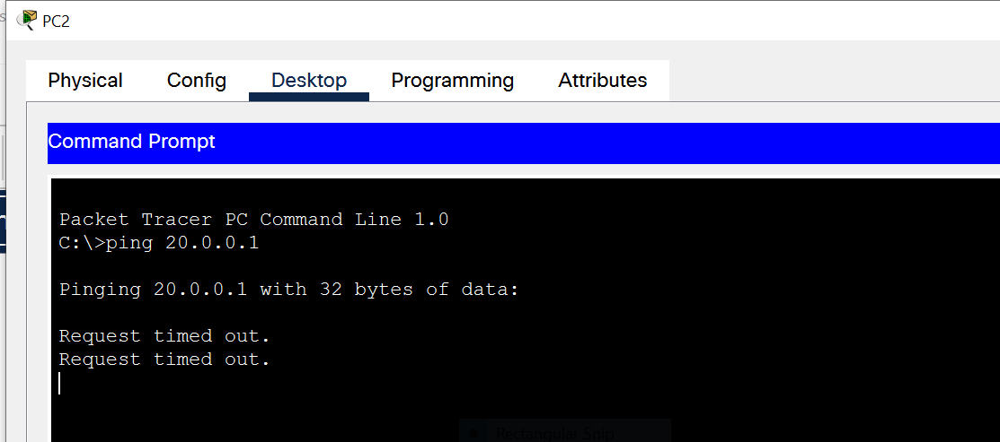 PC2
Physical Config Desktop Programming Attributes
Command Prompt
Packet Tracer PC Command Line 1.0
C:\>ping 20.0.0.1
Pinging 20.0.0.1 with 32 bytes of data:
Request timed out.
Request timed out.
Rectangular Snip